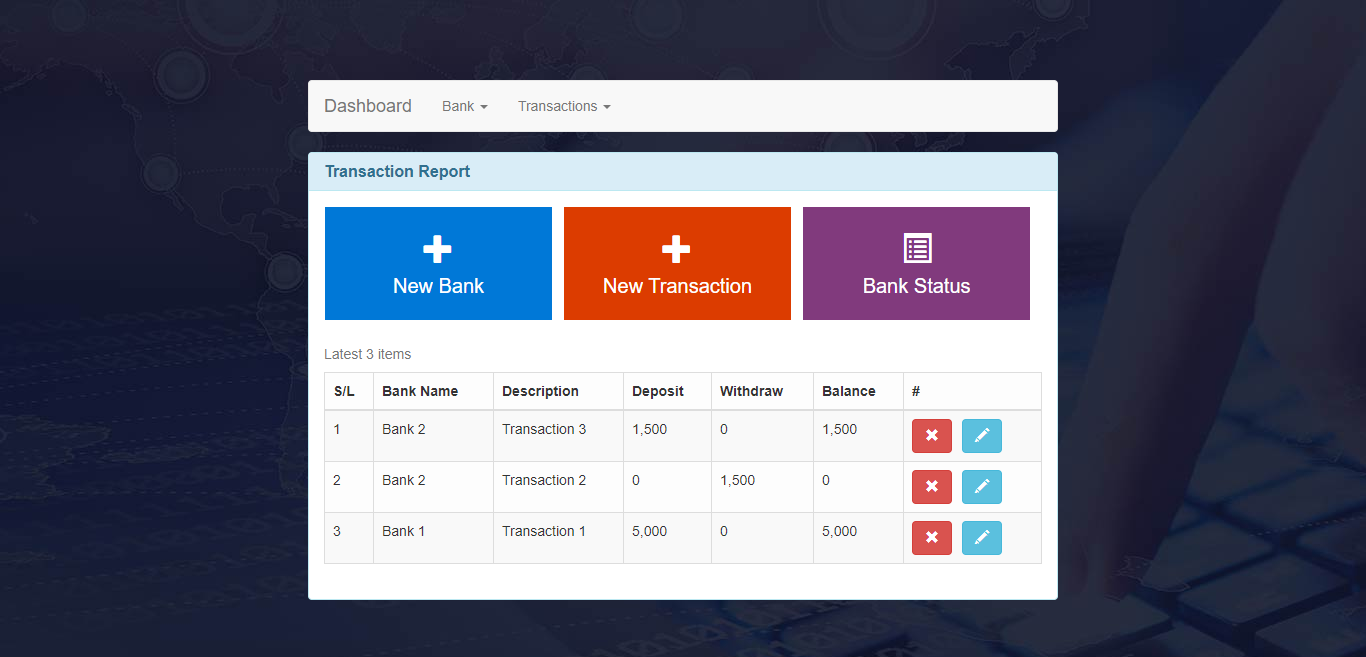 Dashboard Bank Transactions
Transaction Report
New Bank New Transaction Bank Status
Latest 3 items
S/L Bank Name Description Deposit Withdraw Balance #
1 Bank 2 Transaction 3 1,500 0 1,500
2 Bank 2 Transaction 2 0 1,500 0
3 Bank 1 Transaction 1 5,000 0 5,000